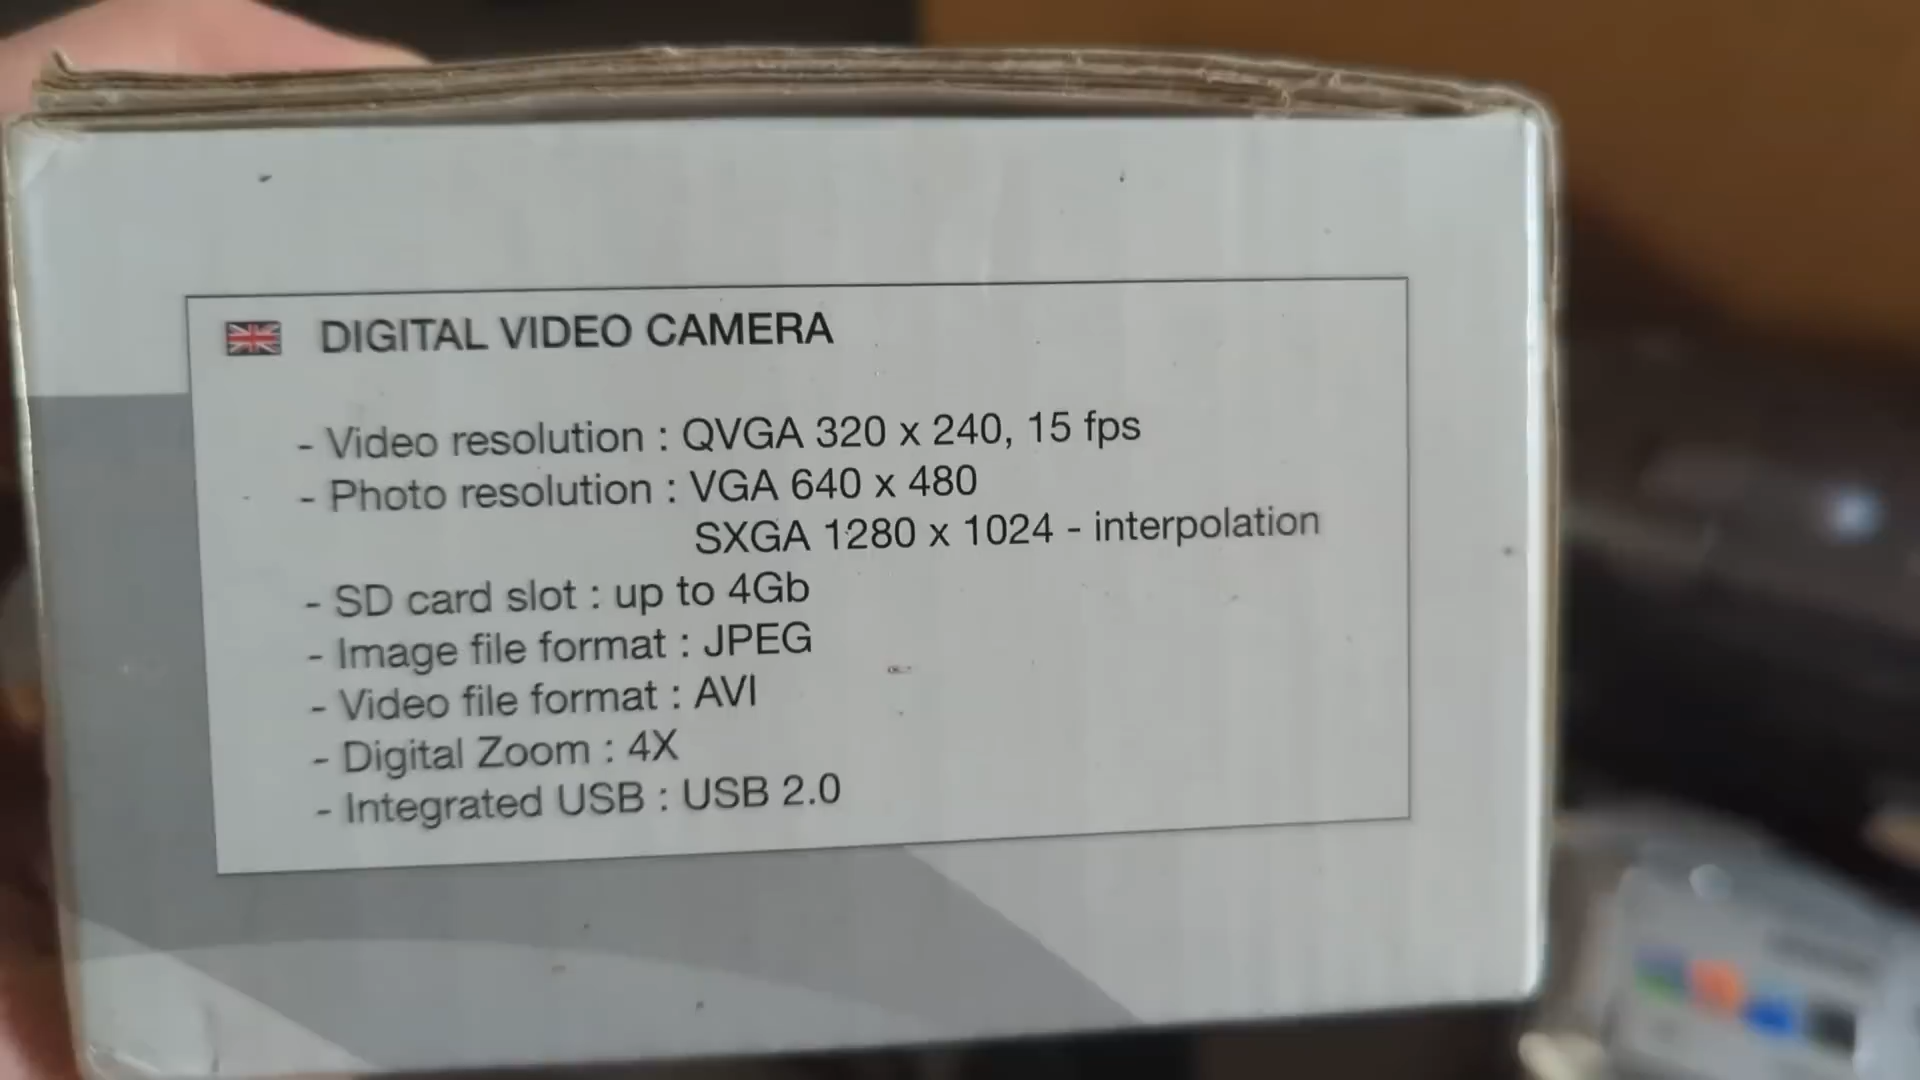 DIGITAL VIDEO CAMERA
- Video resolution : QVGA 320 x 240, 15 fps
- Photo resolution : VGA 640 x 480
SXGA 1280 x 1024 - interpolation
- SD card slot : up to 4Gb
- Image file format : JPEG
- Video file format : AVI
- Digital Zoom : 4X
- Integrated USB : USB 2.0